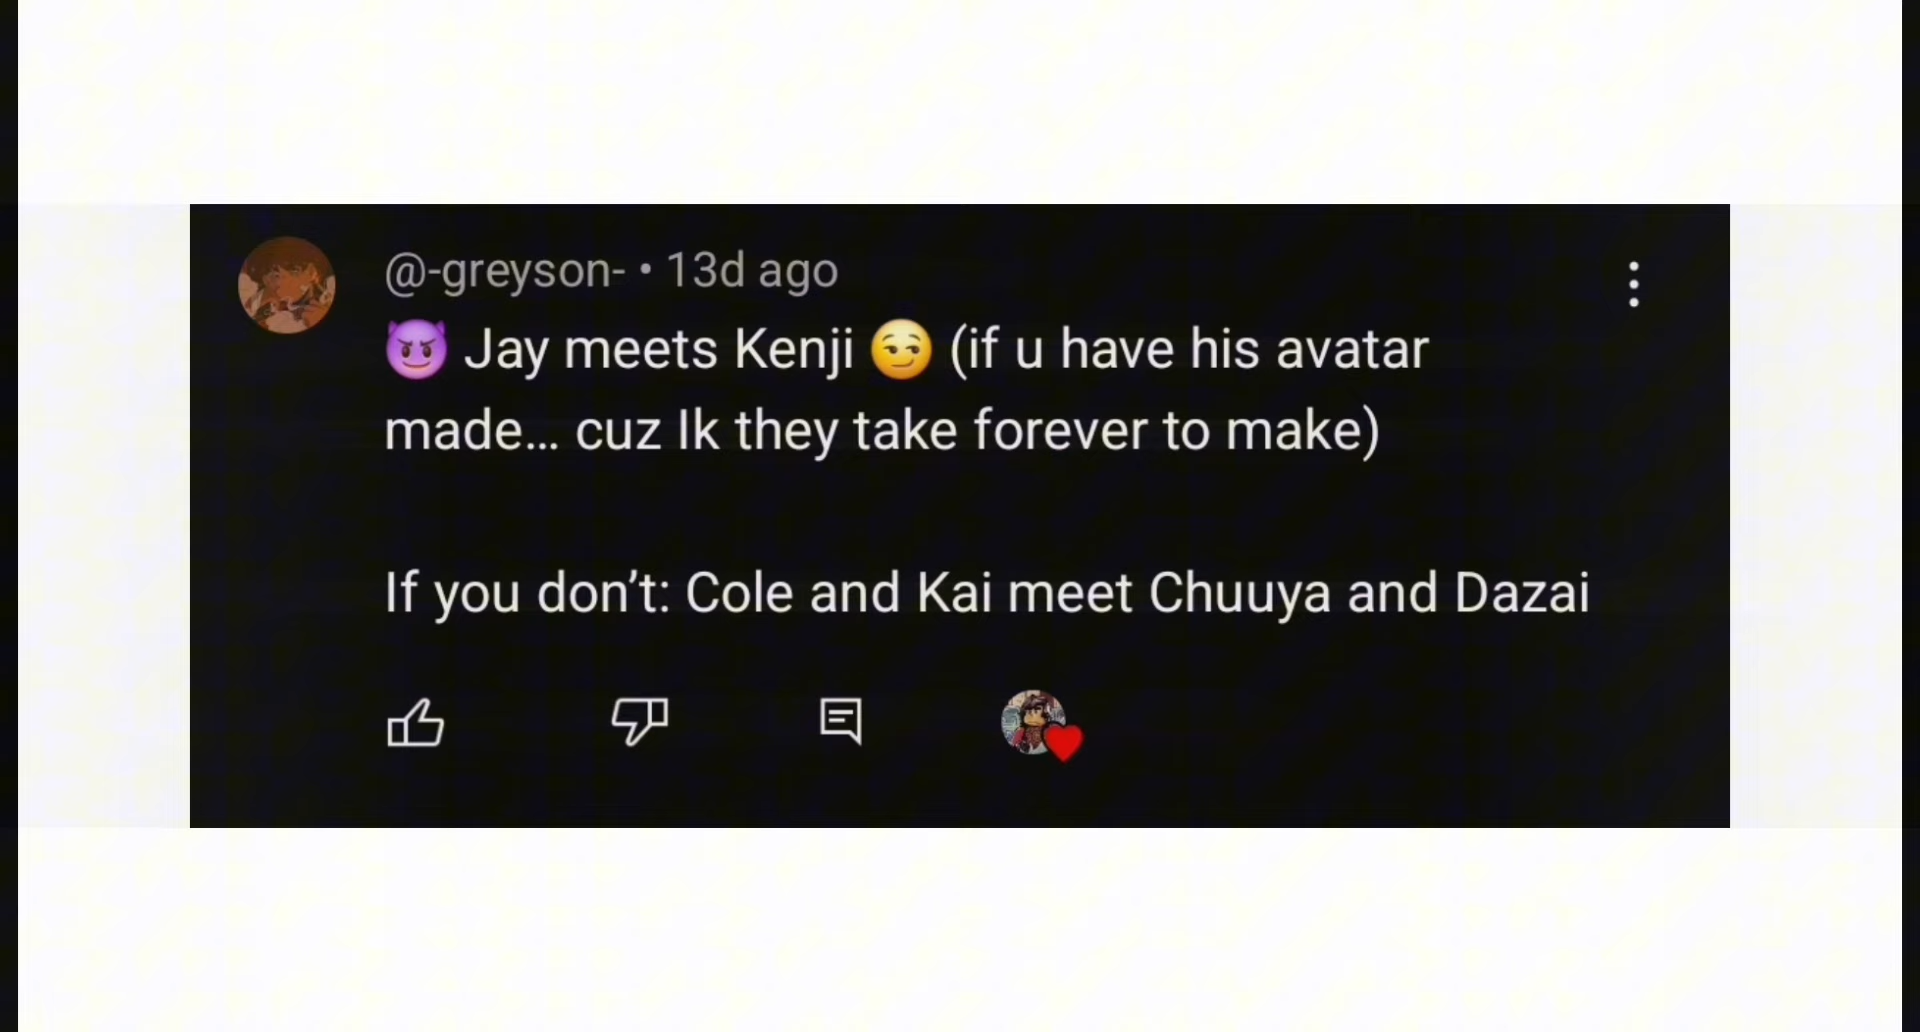 @-greyson- • 13d ago
😈 Jay meets Kenji 😏 (if u have his avatar
made... cuz Ik they take forever to make)
If you don't: Cole and Kai meet Chuuya and Dazai